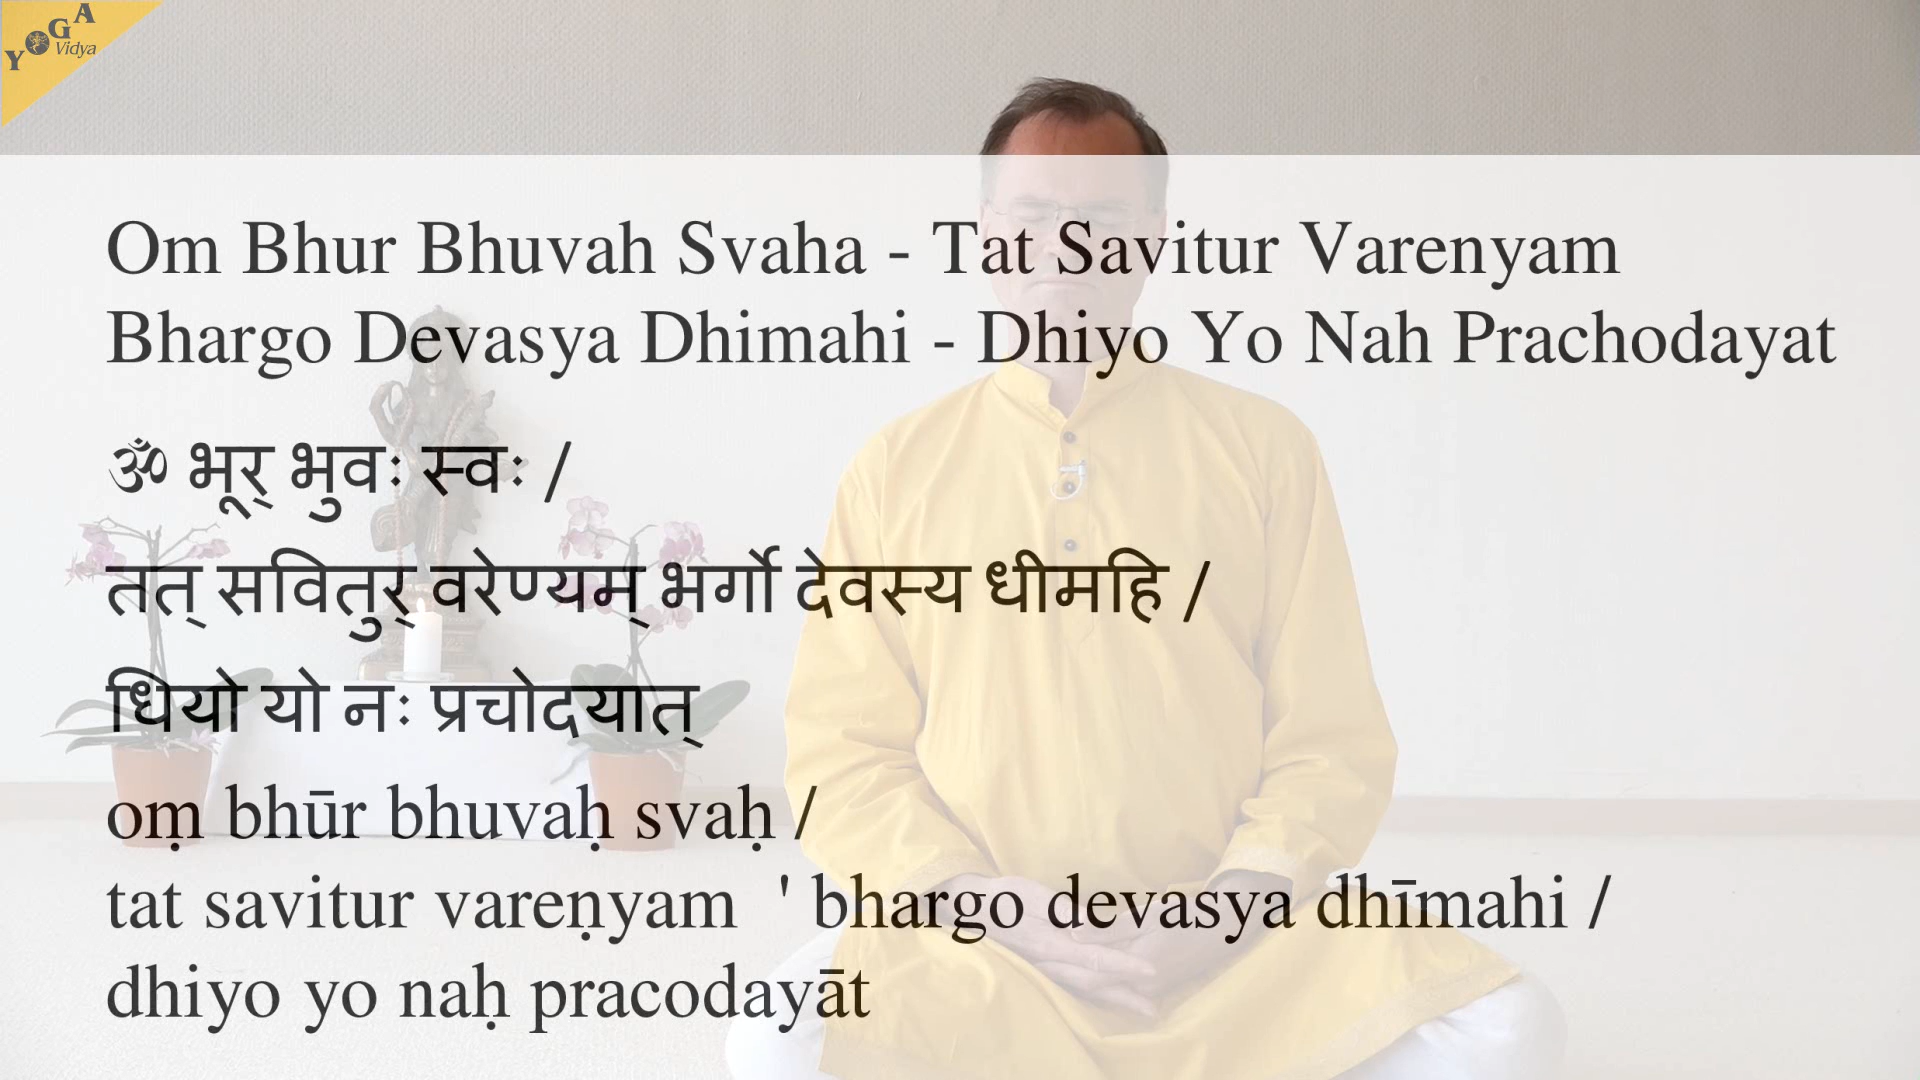 YOGA
Vidya
Om Bhur Bhuvah Svaha - Tat Savitur Varenyam
Bhargo Devasya Dhimahi - Dhiyo Yo Nah Prachodayat
ॐ भूर् भुवः स्वः /
तत् सवितुर् वरेण्यम् भर्गो देवस्य धीमहि /
धियो यो नः प्रचोदयात्
oṃ bhūr bhuvaḥ svaḥ /
tat savitur vareṇyam ' bhargo devasya dhīmahi /
dhiyo yo naḥ pracodayāt